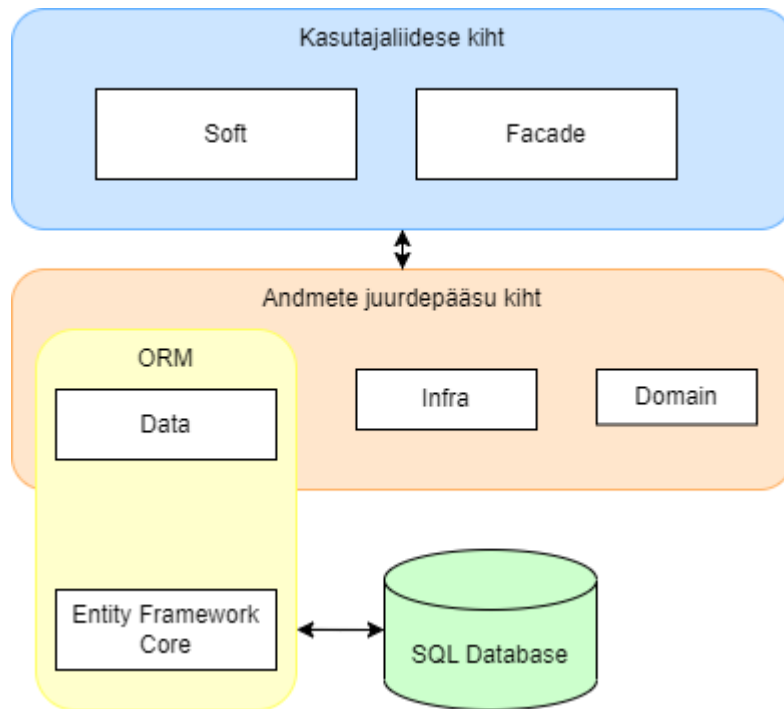 Kasutajaliidese kiht
Soft
Facade
Andmete juurdepääsu kiht
ORM
Data
Infra
Domain
Entity Framework
Core
SQL Database